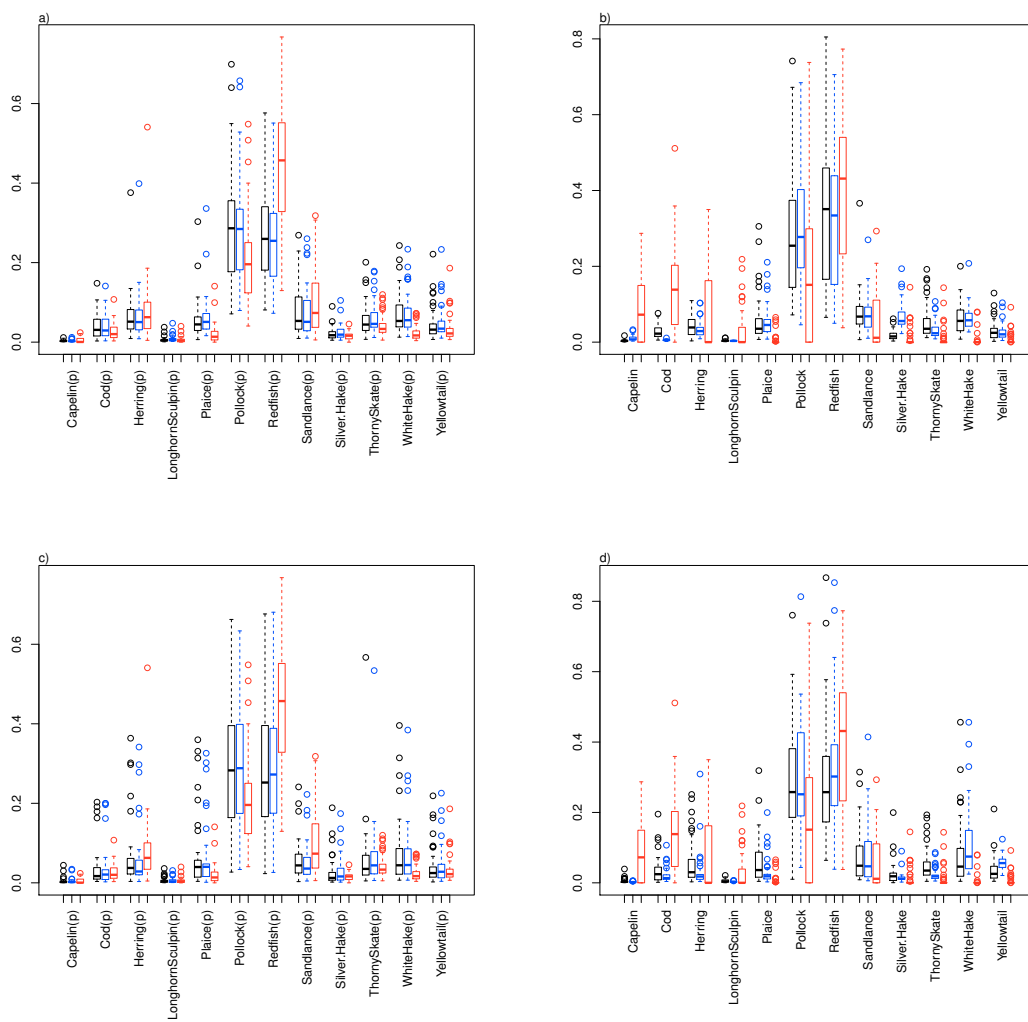 a)
0.0 0.2 0.4 0.6
Capelin(p) Cod(p) Herring(p) LonghornSculpin(p) Plaice(p) Pollock(p) Redfish(p) Sandlance(p) Silver.Hake(p) ThornySkate(p) WhiteHake(p) Yellowtail(p)
b)
0.0 0.2 0.4 0.6 0.8
Capelin Cod Herring LonghornSculpin Plaice Pollock Redfish Sandlance Silver.Hake ThornySkate WhiteHake Yellowtail
c)
0.0 0.2 0.4 0.6
Capelin(p) Cod(p) Herring(p) LonghornSculpin(p) Plaice(p) Pollock(p) Redfish(p) Sandlance(p) Silver.Hake(p) ThornySkate(p) WhiteHake(p) Yellowtail(p)
d)
0.0 0.2 0.4 0.6 0.8
Capelin Cod Herring LonghornSculpin Plaice Pollock Redfish Sandlance Silver.Hake ThornySkate WhiteHake Yellowtail